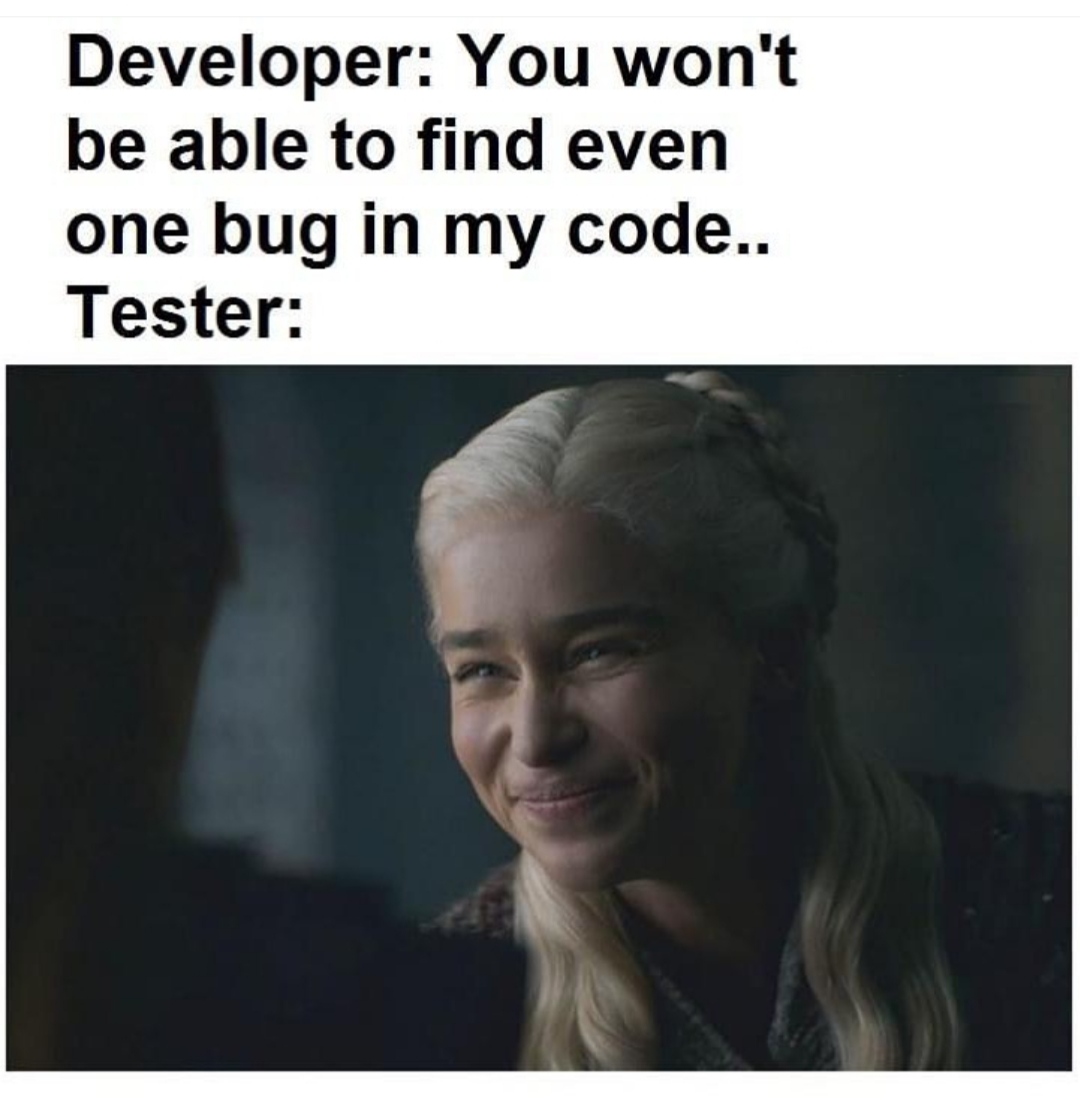 Developer: You won't
be able to find even
one bug in my code..
Tester: